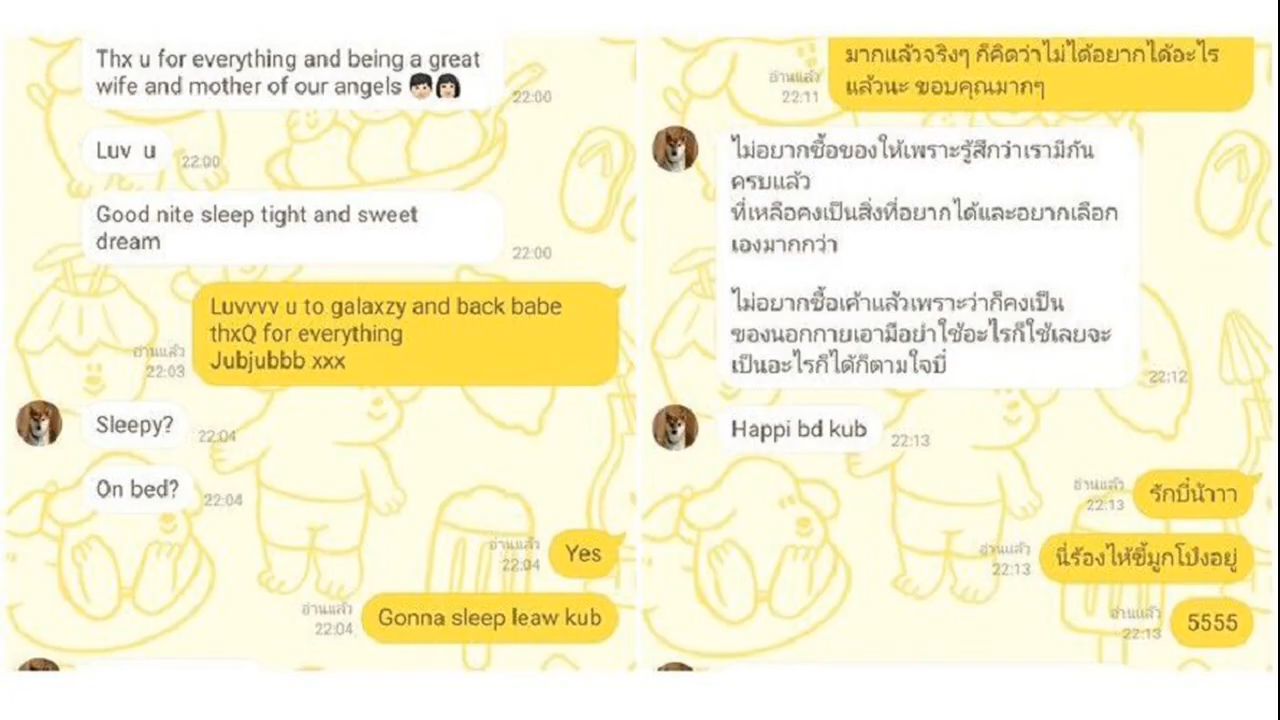 Thx u for everything and being a great
wife and mother of our angels 👦🏻👩🏻
22:00
Luv u
22:00
Good nite sleep tight and sweet
dream
22:00
Luvvvv u to galaxzy and back babe
thxQ for everything
Jubjubbb xxx
อ่านแล้ว
22:03
Sleepy?
22:04
On bed?
22:04
Yes
อ่านแล้ว
22:04
Gonna sleep leaw kub
อ่านแล้ว
22:04
มากแล้วจริงๆ ก็คิดว่าไม่ได้อยากได้อะไร
แล้วนะ ขอบคุณมากๆ
อ่านแล้ว
22:11
ไม่อยากซื้อของให้เพราะรู้สึกว่าเรามีกัน
ครบแล้ว
ที่เหลือคงเป็นสิ่งที่อยากได้และอยากเลือก
เองมากกว่า
ไม่อยากซื้อเค้าแล้วเพราะว่าก็คงเป็น
ของนอกกายเอามีอย่าใช้อะไรก็ใช้เลยจะ
เป็นอะไรก็ได้ก็ตามใจบี่
22:12
Happi bd kub
22:13
รักบี่น้าาา
อ่านแล้ว
22:13
นี่ร้องไห้ขี้มูกโป่งอยู่
อ่านแล้ว
22:13
5555
อ่านแล้ว
22:13